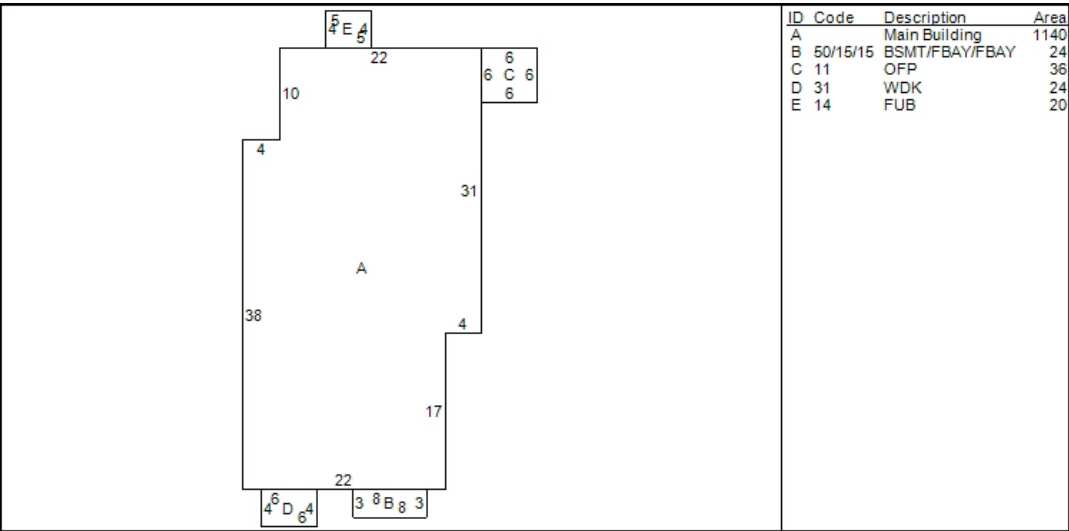 5
4 E 4
5
22
6
6 C 6
6
10
4
31
A
38
4
17
22
6
4 D 4
6
8
3 B 3
8
ID Code Description Area
A Main Building 1140
B 50/15/15 BSMT/FBAY/FBAY 24
C 11 OFP 36
D 31 WDK 24
E 14 FUB 20